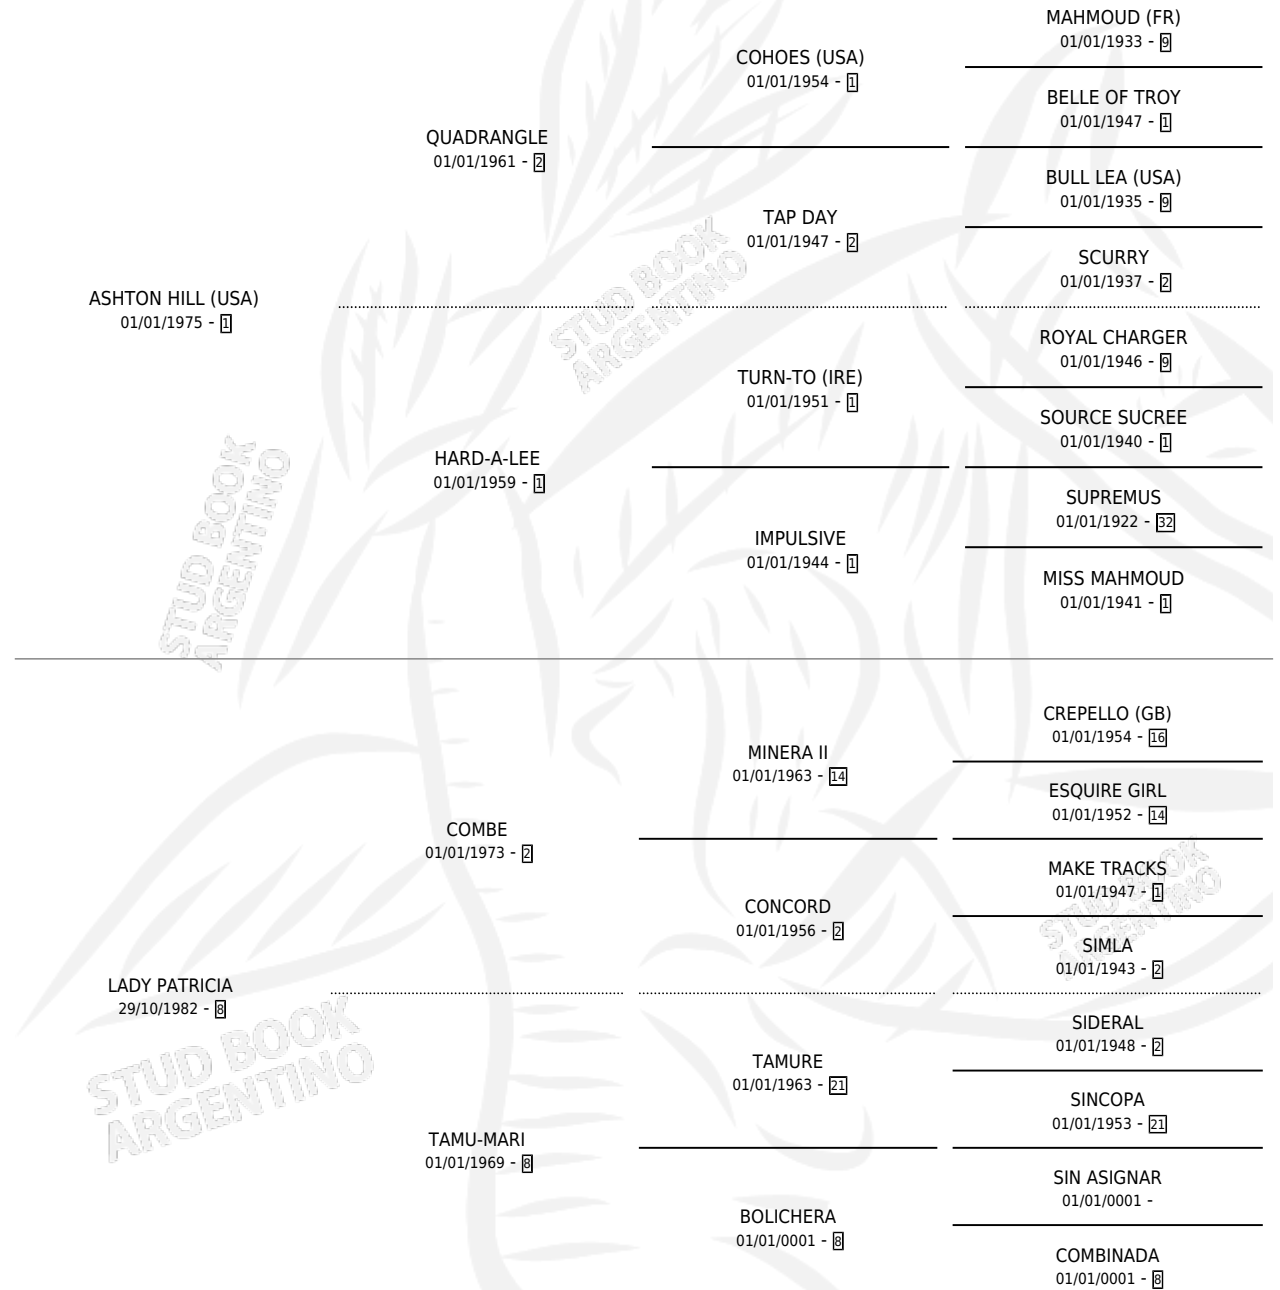 MAHMOUD (FR)
01/01/1933 - 9
COHOES (USA)
01/01/1954 - 1
BELLE OF TROY
01/01/1947 - 1
QUADRANGLE
01/01/1961 - 2
BULL LEA (USA)
01/01/1935 - 9
TAP DAY
01/01/1947 - 2
SCURRY
01/01/1937 - 2
ASHTON HILL (USA)
01/01/1975 - 1
ROYAL CHARGER
01/01/1946 - 9
TURN-TO (IRE)
01/01/1951 - 1
SOURCE SUCREE
01/01/1940 - 1
HARD-A-LEE
01/01/1959 - 1
SUPREMUS
01/01/1922 - 32
IMPULSIVE
01/01/1944 - 1
MISS MAHMOUD
01/01/1941 - 1
CREPELLO (GB)
01/01/1954 - 16
MINERA II
01/01/1963 - 14
ESQUIRE GIRL
01/01/1952 - 14
COMBE
01/01/1973 - 2
MAKE TRACKS
01/01/1947 - 1
CONCORD
01/01/1956 - 2
SIMLA
01/01/1943 - 2
LADY PATRICIA
29/10/1982 - 8
SIDERAL
01/01/1948 - 2
TAMURE
01/01/1963 - 21
SINCOPA
01/01/1953 - 21
TAMU-MARI
01/01/1969 - 8
SIN ASIGNAR
01/01/0001 -
BOLICHERA
01/01/0001 - 8
COMBINADA
01/01/0001 - 8
STUD BOOK
ARGENTINO
STUD BOOK
ARGENTINO
STUD BOOK
ARGENTINO
STUD BOOK
ARGENTINO